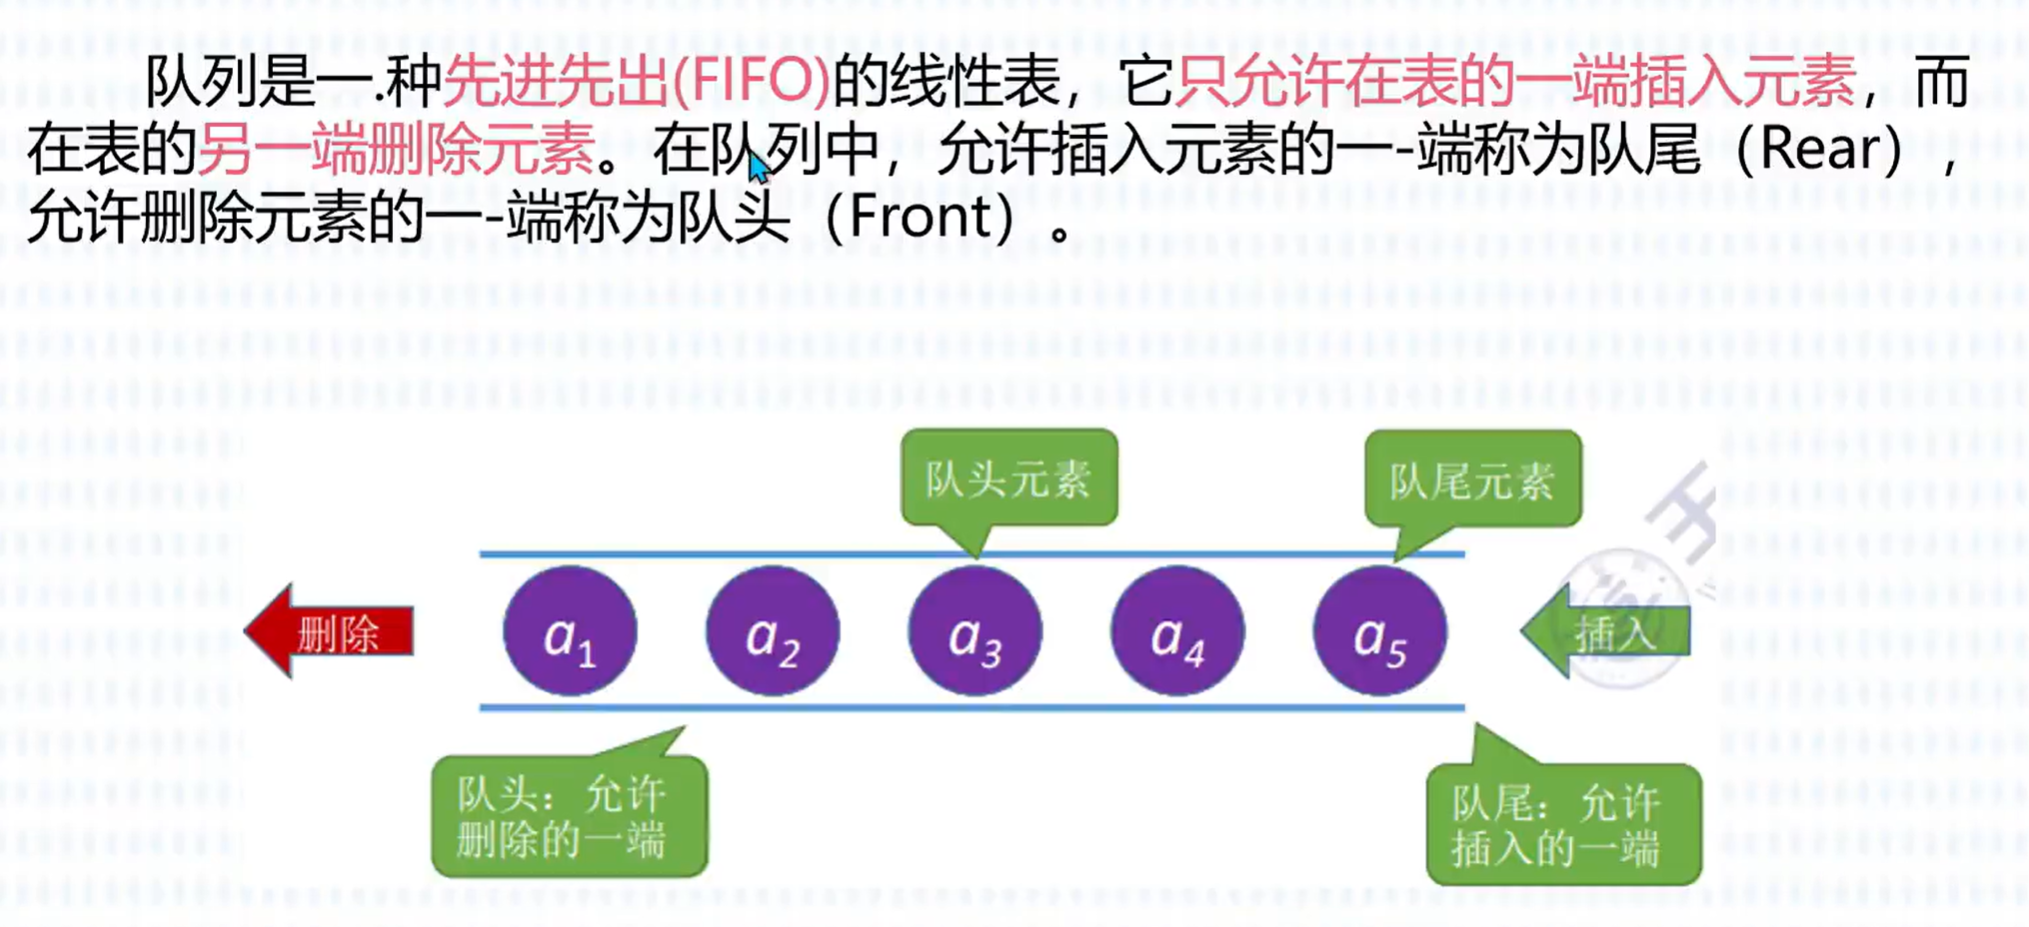 队列是一.种先进先出(FIFO)的线性表，它只允许在表的一端插入元素，而
在表的另一端删除元素。在队列中，允许插入元素的一-端称为队尾（Rear），
允许删除元素的一-端称为队头（Front）。
队头元素
队尾元素
删除
a1
a2
a3
a4
a5
插入
队头：允许
删除的一端
队尾：允许
插入的一端